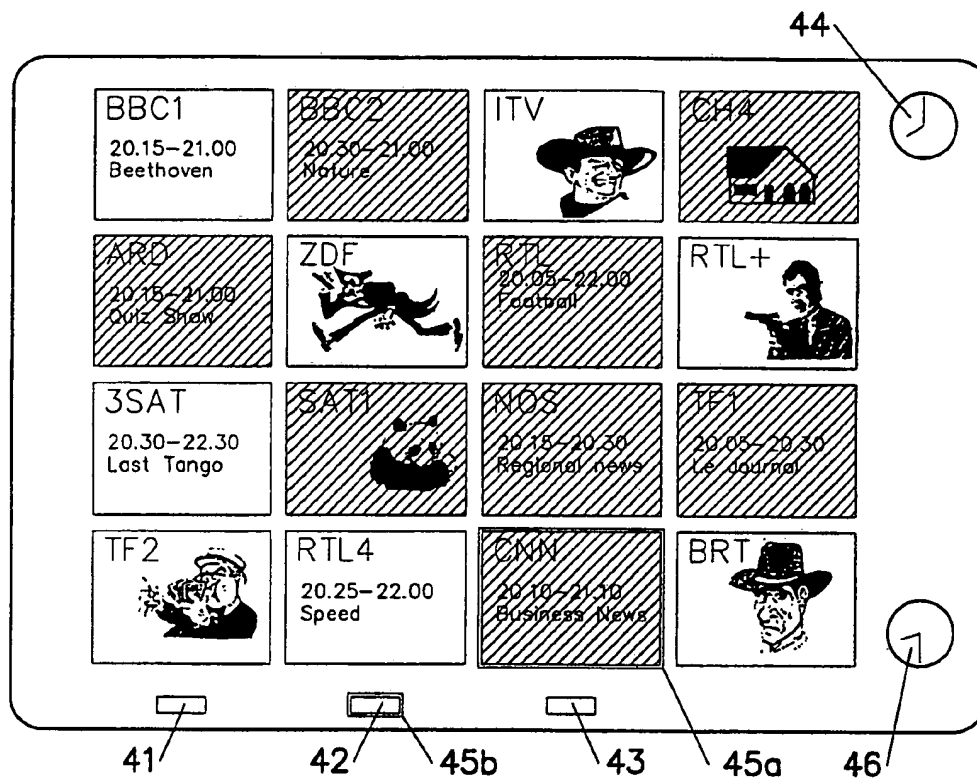 44
BBC1
20.15-21.00
Beethoven
BBC2
20.30-21.00
Nature
ITV
CH4
ARD
20.15-21.00
Quiz Show
ZDF
RTL
20.05-22.00
Football
RTL+
3SAT
20.30-22.30
Last Tango
SAT1
NOS
20.15-20.30
Regional news
TF1
20.05-20.30
Le Journal
TF2
RTL4
20.25-22.00
Speed
CNN
20.10-21.10
Business News
BRT
41
42
45b
43
45a
46